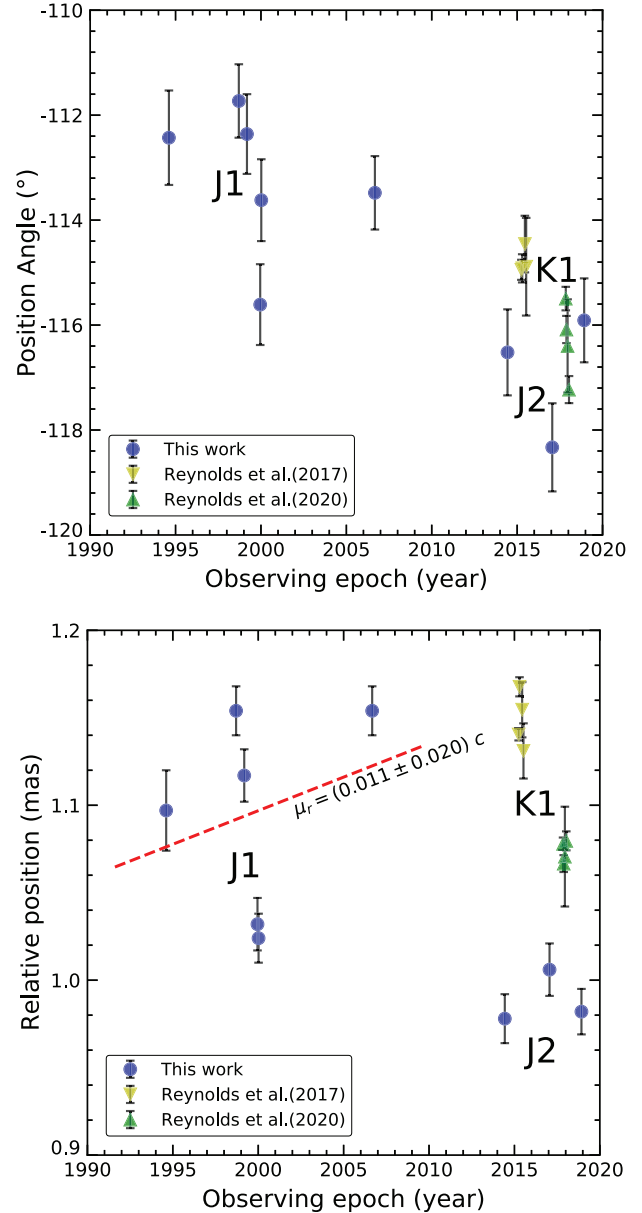 -110
-112
-114
-116
-118
-120
Position Angle (°)
J1
K1
J2
This work
Reynolds et al.(2017)
Reynolds et al.(2020)
1990 1995 2000 2005 2010 2015 2020
Observing epoch (year)
1.2
1.1
1.0
0.9
Relative position (mas)
μr = (0.011 ± 0.020) c
K1
J1
J2
This work
Reynolds et al.(2017)
Reynolds et al.(2020)
1990 1995 2000 2005 2010 2015 2020
Observing epoch (year)